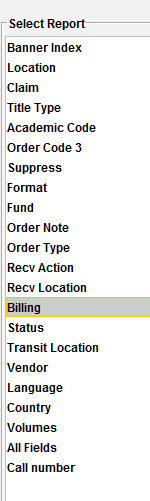 Select Report
Banner Index
Location
Claim
Title Type
Academic Code
Order Code 3
Suppress
Format
Fund
Order Note
Order Type
Recv Action
Recv Location
Billing
Status
Transit Location
Vendor
Language
Country
Volumes
All Fields
Call number